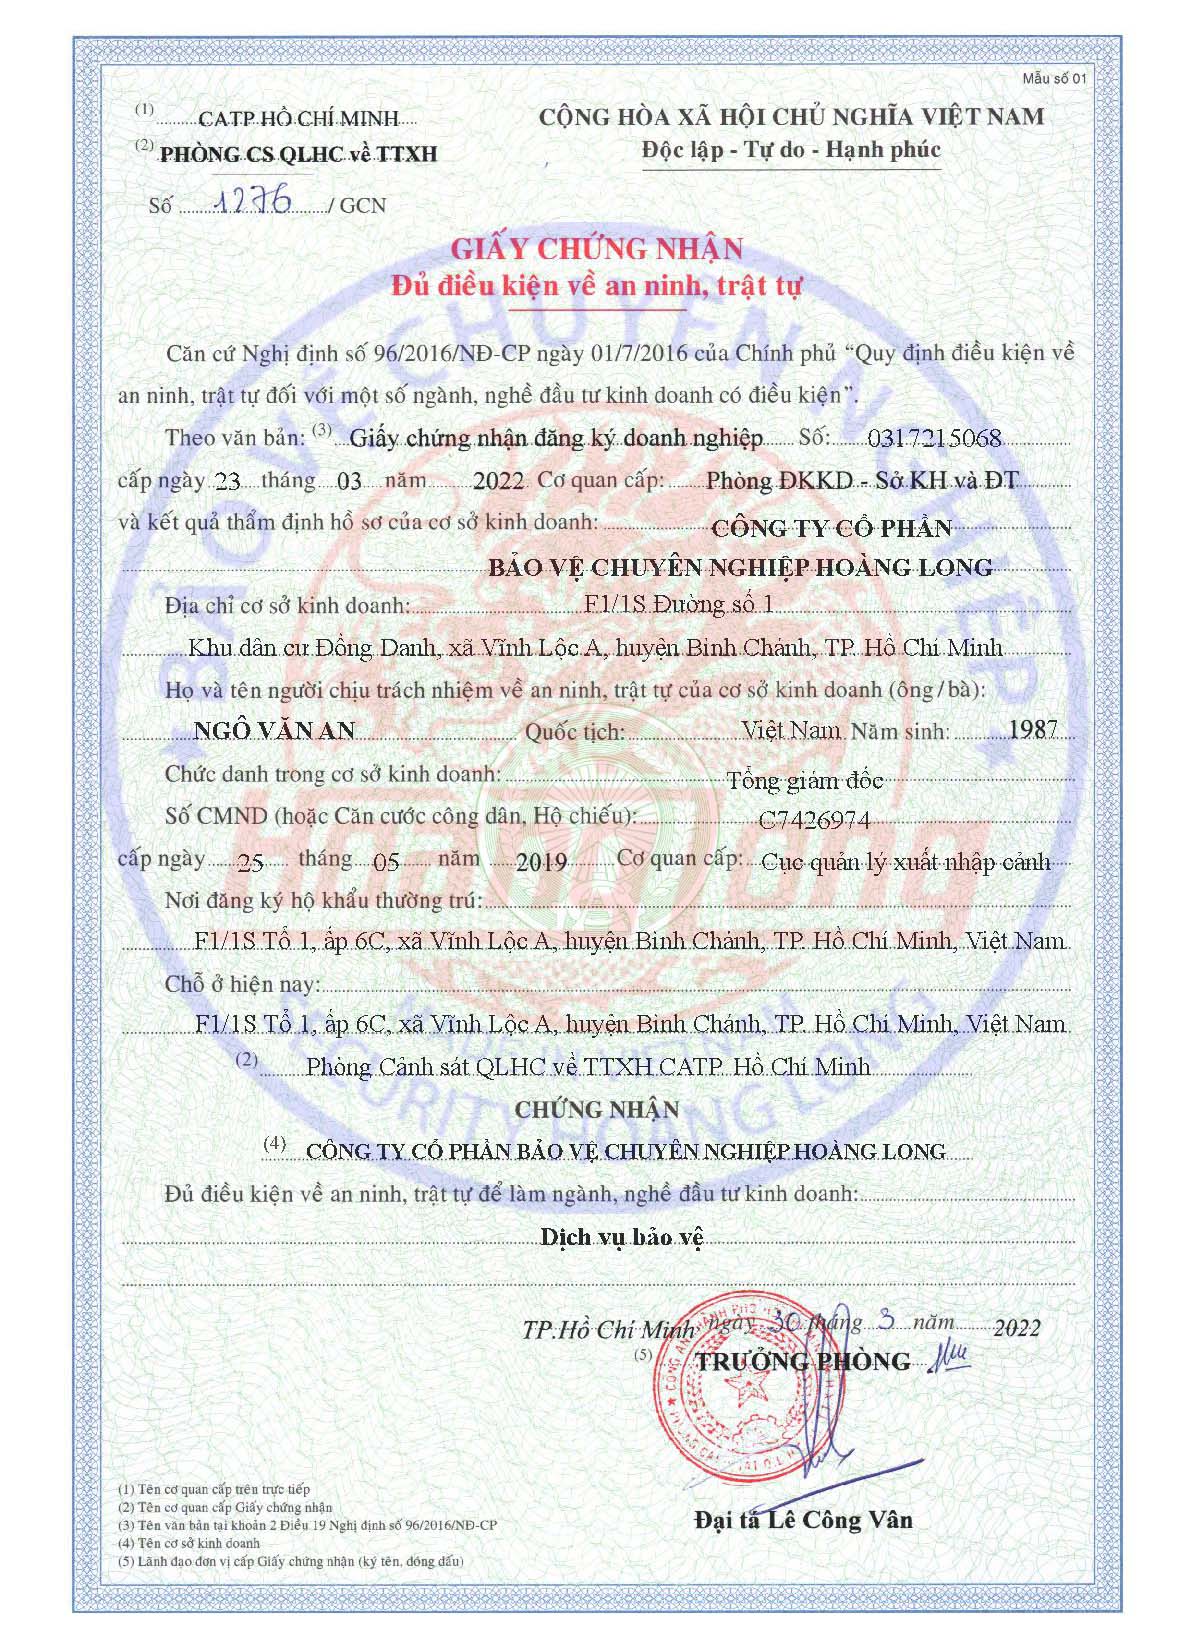 Mẫu số 01
(1) CATP HỒ CHÍ MINH
CỘNG HÒA XÃ HỘI CHỦ NGHĨA VIỆT NAM
(2) PHÒNG CS QLHC về TTXH
Độc lập - Tự do - Hạnh phúc
Số 1276 / GCN
GIẤY CHỨNG NHẬN
Đủ điều kiện về an ninh, trật tự
Căn cứ Nghị định số 96/2016/NĐ-CP ngày 01/7/2016 của Chính phủ “Quy định điều kiện về
an ninh, trật tự đối với một số ngành, nghề đầu tư kinh doanh có điều kiện”.
Theo văn bản: (3) Giấy chứng nhận đăng ký doanh nghiệp Số: 0317215068
cấp ngày 23 tháng 03 năm 2022 Cơ quan cấp: Phòng ĐKKD - Sở KH và ĐT
và kết quả thẩm định hồ sơ của cơ sở kinh doanh: CÔNG TY CỔ PHẦN
BẢO VỆ CHUYÊN NGHIỆP HOÀNG LONG
Địa chỉ cơ sở kinh doanh: F1/1S Đường số 1
Khu dân cư Đồng Danh, xã Vĩnh Lộc A, huyện Bình Chánh, TP. Hồ Chí Minh
Họ và tên người chịu trách nhiệm về an ninh, trật tự của cơ sở kinh doanh (ông/bà):
NGÔ VĂN AN Quốc tịch: Việt Nam Năm sinh: 1987
Chức danh trong cơ sở kinh doanh: Tổng giám đốc
Số CMND (hoặc Căn cước công dân, Hộ chiếu): C7426974
cấp ngày 25 tháng 05 năm 2019 Cơ quan cấp: Cục quản lý xuất nhập cảnh
Nơi đăng ký hộ khẩu thường trú:
F1/1S Tổ 1, ấp 6C, xã Vĩnh Lộc A, huyện Bình Chánh, TP. Hồ Chí Minh, Việt Nam
Chỗ ở hiện nay:
F1/1S Tổ 1, ấp 6C, xã Vĩnh Lộc A, huyện Bình Chánh, TP. Hồ Chí Minh, Việt Nam
(2) Phòng Cảnh sát QLHC về TTXH CATP. Hồ Chí Minh
CHỨNG NHẬN
(4) CÔNG TY CỔ PHẦN BẢO VỆ CHUYÊN NGHIỆP HOÀNG LONG
Đủ điều kiện về an ninh, trật tự để làm ngành, nghề đầu tư kinh doanh:
Dịch vụ bảo vệ
TP.Hồ Chí Minh, ngày 30 tháng 3 năm 2022
(5) TRƯỞNG PHÒNG
Đại tá Lê Công Vân
(1) Tên cơ quan cấp trên trực tiếp
(2) Tên cơ quan cấp Giấy chứng nhận
(3) Tên văn bản tại khoản 2 Điều 19 Nghị định số 96/2016/NĐ-CP
(4) Tên cơ sở kinh doanh
(5) Lãnh đạo đơn vị cấp Giấy chứng nhận (ký tên, đóng dấu)
BẢO VỆ CHUYÊN NGHIỆP
Hoàng Long
SECURITY HOANG LONG